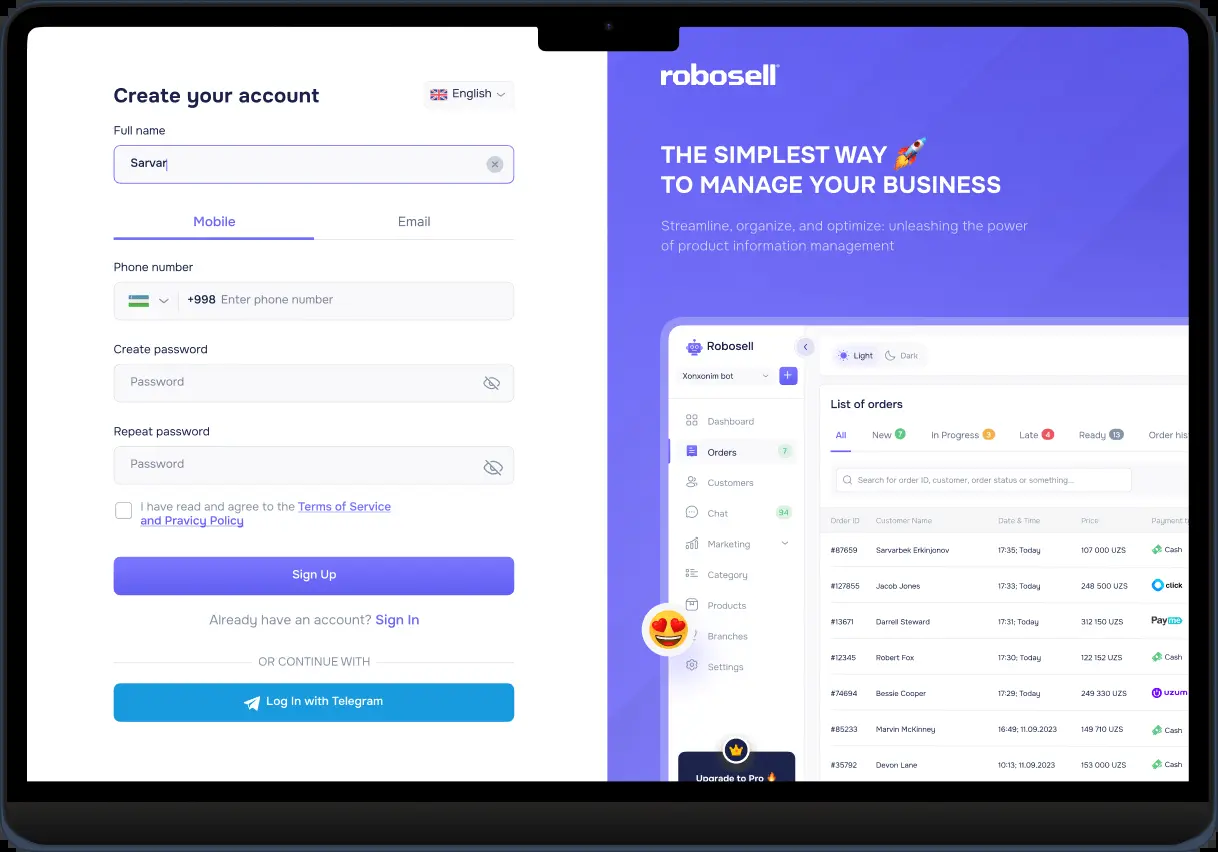 Create your account
English
Full name
Sarvar
Mobile
Email
Phone number
+998 Enter phone number
Create password
Password
Repeat password
Password
I have read and agree to the Terms of Service
and Pravicy Policy
Sign Up
Already have an account? Sign In
OR CONTINUE WITH
Log In with Telegram
robosell
THE SIMPLEST WAY
TO MANAGE YOUR BUSINESS
Streamline, organize, and optimize: unleashing the power
of product information management
Robosell
Xonxonim bot
+
Dashboard
Orders 7
Customers
Chat 94
Marketing
Category
Products
Branches
Settings
Upgrade to Pro
Light Dark
List of orders
All New 7 In Progress 3 Late 4 Ready 13 Order his
Search for order ID, customer, order status or something...
Order ID Customer Name Date & Time Price Payment t
#87659 Sarvarbek Erkinjonov 17:35; Today 107 000 UZS Cash
#127855 Jacob Jones 17:33; Today 248 500 UZS click
#13671 Darrell Steward 17:31; Today 312 150 UZS Payme
#12345 Robert Fox 17:30; Today 122 152 UZS Cash
#74694 Bessie Cooper 17:29; Today 249 330 UZS uzum
#85233 Marvin McKinney 16:49; 11.09.2023 149 710 UZS Cash
#35792 Devon Lane 10:13; 11.09.2023 153 000 UZS Cash